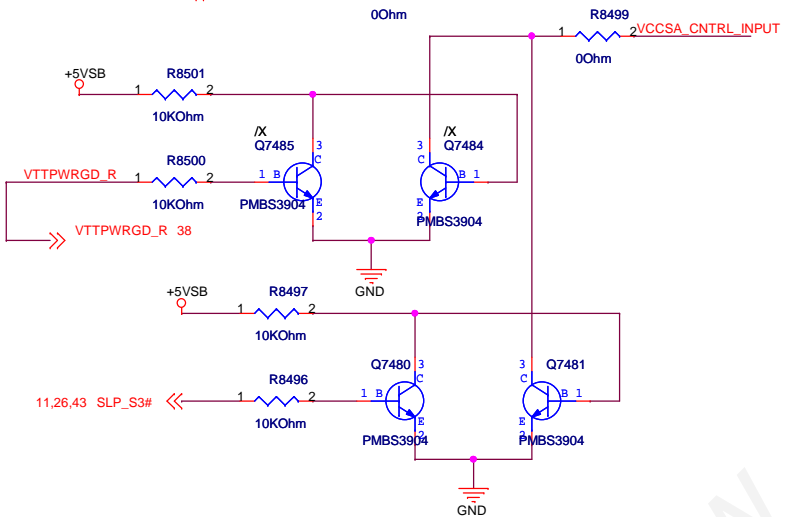 0Ohm
R8499
1 2 VCCSA_CNTRL_INPUT
0Ohm
+5VSB
R8501
1 2
10KOhm
/X /X
Q7485 3 3 Q7484
C C
R8500
VTTPWRGD_R 1 2 1 B B 1
10KOhm
E E
PMBS3904 2 2 PMBS3904
VTTPWRGD_R 38
GND
+5VSB
R8497
1 2
10KOhm
Q7480 3 3 Q7481
C C
R8496
11,26,43 SLP_S3# 1 2 1 B B 1
10KOhm
E E
PMBS3904 2 2 PMBS3904
GND